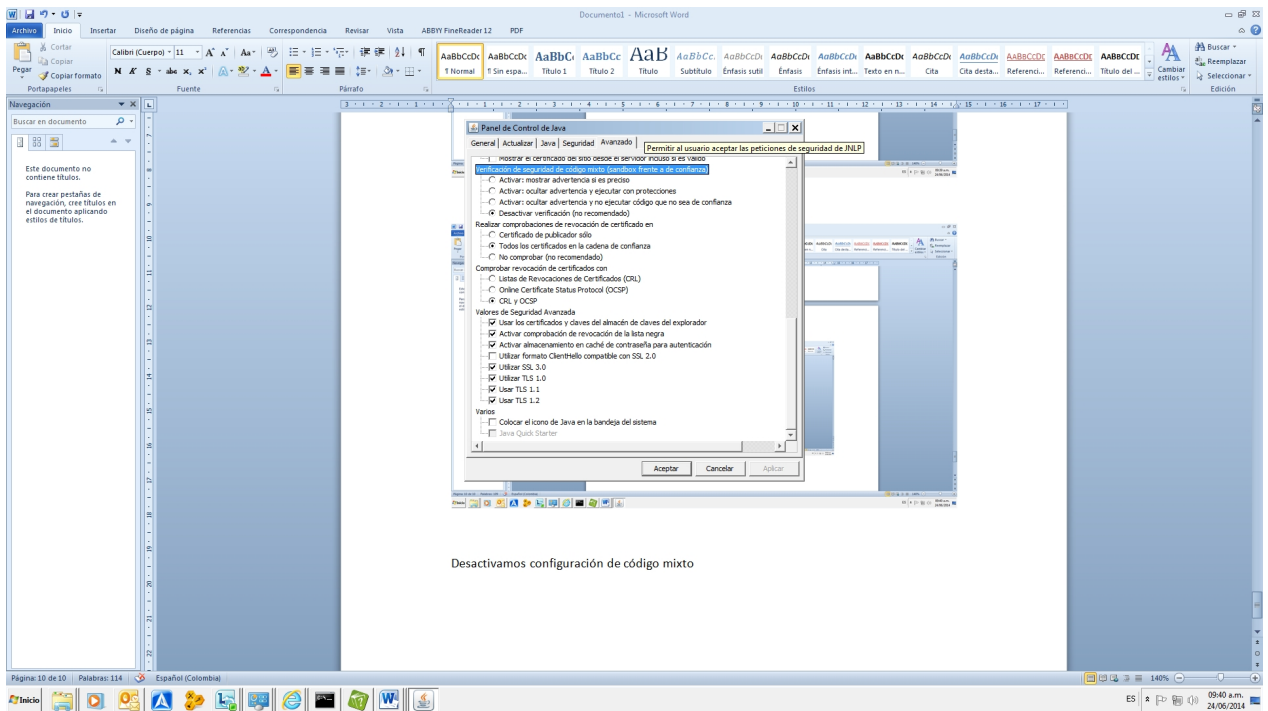 Documento1 - Microsoft Word
Archivo Inicio Insertar Diseño de página Referencias Correspondencia Revisar Vista ABBYY FineReader 12 PDF
Pegar
Cortar
Copiar
Copiar formato
Portapapeles
Calibri (Cuerpo) 11
Fuente
Párrafo
AaBbCcDc AaBbCcDc AaBbC AaBbCc AaB AaBbCc. AaBbCcDi AaBbCcDi AaBbCcDi AaBbCcDc AaBbCcDi AaBbCcDi AABBCCDI AABBCCDI AaBbCcDi
¶ Normal ¶ Sin espa... Título 1 Título 2 Título Subtítulo Énfasis sutil Énfasis Énfasis int... Texto en n... Cita Cita desta... Referenci... Referenci... Título del ...
Estilos
Cambiar estilos
Buscar
Reemplazar
Seleccionar
Edición
Navegación
Buscar en documento
Este documento no
contiene títulos.
Para crear pestañas de
navegación, cree títulos en
el documento aplicando
estilos de títulos.
Panel de Control de Java
General Actualizar Java Seguridad Avanzado
Permitir al usuario aceptar las peticiones de seguridad de JNLP
Mostrar el certificado del sitio desde el servidor incluso si es válido
Verificación de seguridad de código mixto (sandbox frente a de confianza)
Activar: mostrar advertencia si es preciso
Activar: ocultar advertencia y ejecutar con protecciones
Activar: ocultar advertencia y no ejecutar código que no sea de confianza
Desactivar verificación (no recomendado)
Realizar comprobaciones de revocación de certificado en
Certificado de publicador sólo
Todos los certificados en la cadena de confianza
No comprobar (no recomendado)
Comprobar revocación de certificados con
Listas de Revocaciones de Certificados (CRL)
Online Certificate Status Protocol (OCSP)
CRL y OCSP
Valores de Seguridad Avanzada
Usar los certificados y claves del almacén de claves del explorador
Activar comprobación de revocación de la lista negra
Activar almacenamiento en caché de contraseña para autenticación
Utilizar formato ClientHello compatible con SSL 2.0
Utilizar SSL 3.0
Utilizar TLS 1.0
Usar TLS 1.1
Usar TLS 1.2
Varios
Colocar el icono de Java en la bandeja del sistema
Java Quick Starter
Aceptar Cancelar Aplicar
Desactivamos configuración de código mixto
Página: 10 de 10 Palabras: 114 Español (Colombia) 140%
Inicio
ES
09:40 a.m.
24/06/2014